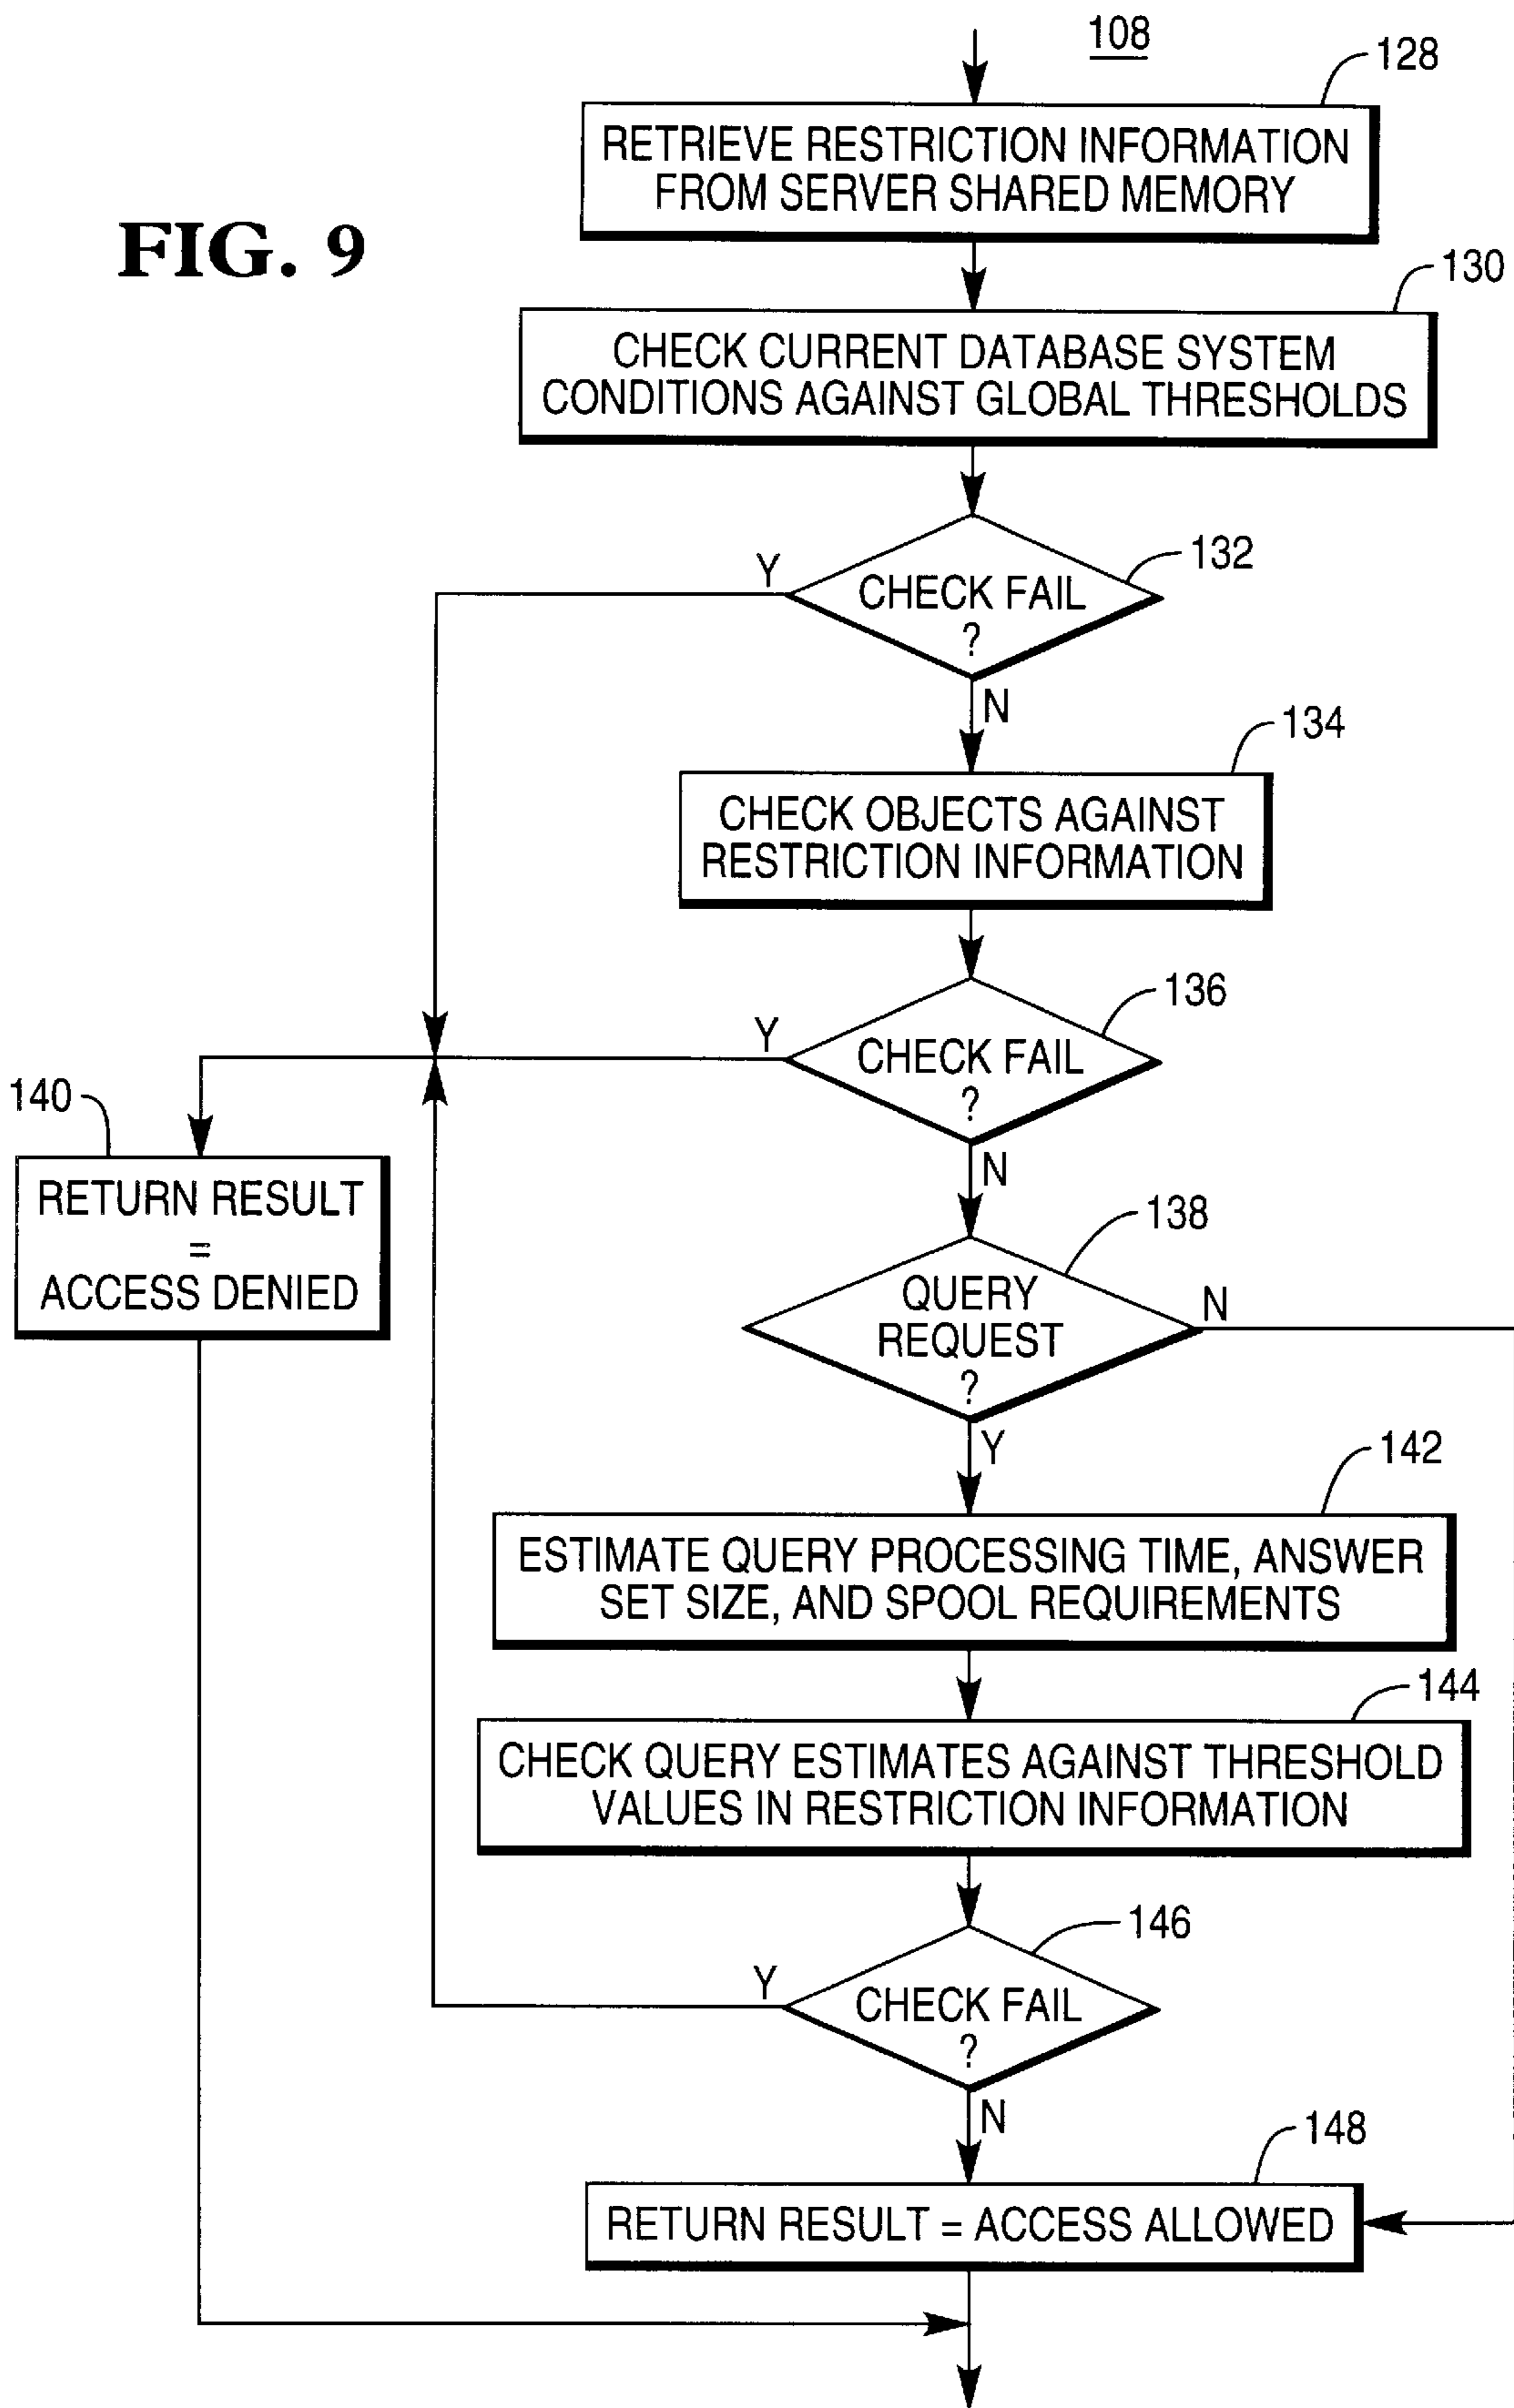 108
128
RETRIEVE RESTRICTION INFORMATION
FROM SERVER SHARED MEMORY
FIG. 9
130
CHECK CURRENT DATABASE SYSTEM
CONDITIONS AGAINST GLOBAL THRESHOLDS
132
Y
CHECK FAIL
?
N
134
CHECK OBJECTS AGAINST
RESTRICTION INFORMATION
136
Y
CHECK FAIL
?
N
140
RETURN RESULT
=
ACCESS DENIED
138
QUERY
REQUEST
?
N
Y
142
ESTIMATE QUERY PROCESSING TIME, ANSWER
SET SIZE, AND SPOOL REQUIREMENTS
144
CHECK QUERY ESTIMATES AGAINST THRESHOLD
VALUES IN RESTRICTION INFORMATION
146
Y
CHECK FAIL
?
N
148
RETURN RESULT = ACCESS ALLOWED